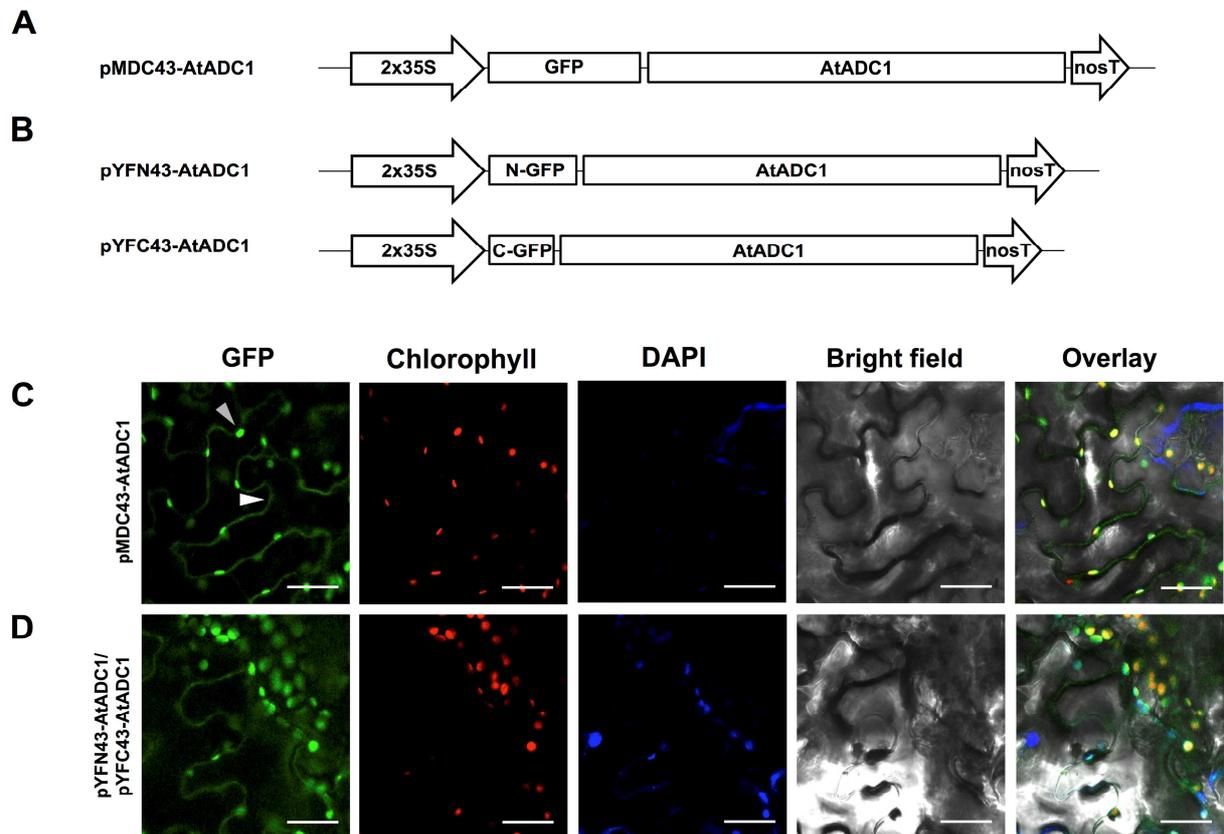 A
pMDC43-AtADC1 2x35S GFP AtADC1 nosT
B
pYFN43-AtADC1 2x35S N-GFP AtADC1 nosT
pYFC43-AtADC1 2x35S C-GFP AtADC1 nosT
GFP Chlorophyll DAPI Bright field Overlay
C
pMDC43-AtADC1
D
pYFN43-AtADC1/
pYFC43-AtADC1